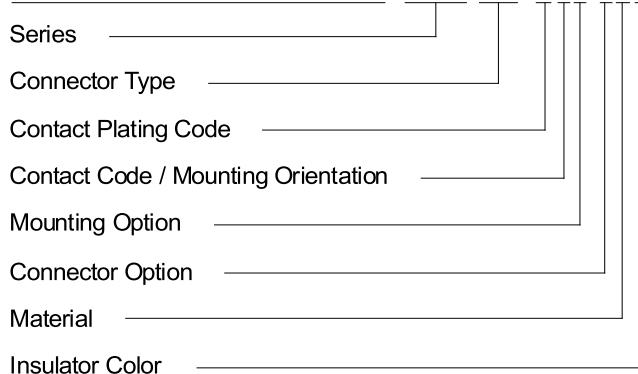 Series
Connector Type
Contact Plating Code
Contact Code / Mounting Orientation
Mounting Option
Connector Option
Material
Insulator Color